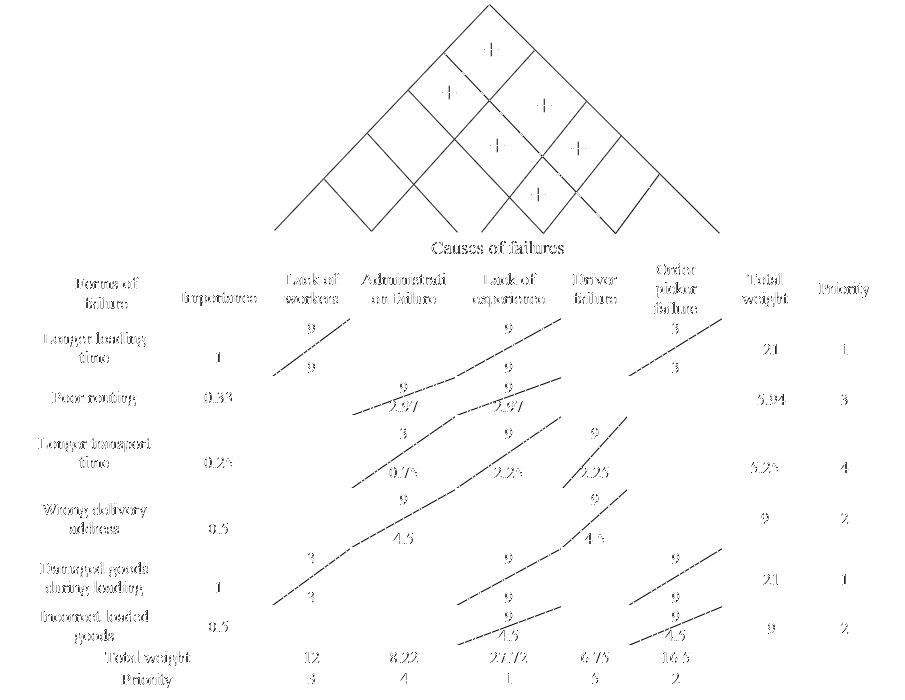 +
+
+
+
+
+
Causes of failures
Forms of failure Importance Lack of workers Administrati on failure Lack of experience Driver failure Order picker failure Total weight Priority
Longer loading time 1 9 9 9 9 3 3 21 1
Poor routing 0.33 9 2.97 9 2.97 5.94 3
Longer transport time 0.25 3 0.75 9 2.25 9 2.25 5.25 4
Wrong delivery address 0.5 9 4.5 9 4.5 9 2
Damaged goods during loading 1 3 3 9 9 9 9 21 1
Incorrect loaded goods 0.5 9 4.5 9 4.5 9 2
Total weight 12 8.22 27.72 6.75 16.5
Priority 3 4 1 5 2